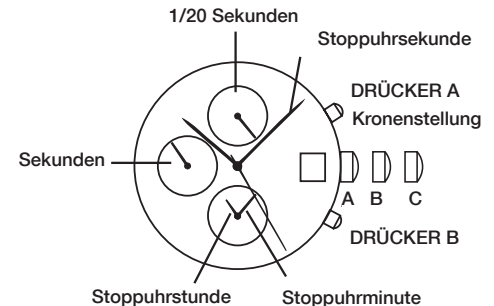 1/20 Sekunden
Stoppuhrsekunde
DRÜCKER A
Kronenstellung
Sekunden
A B C
DRÜCKER B
Stoppuhrstunde
Stoppuhrminute